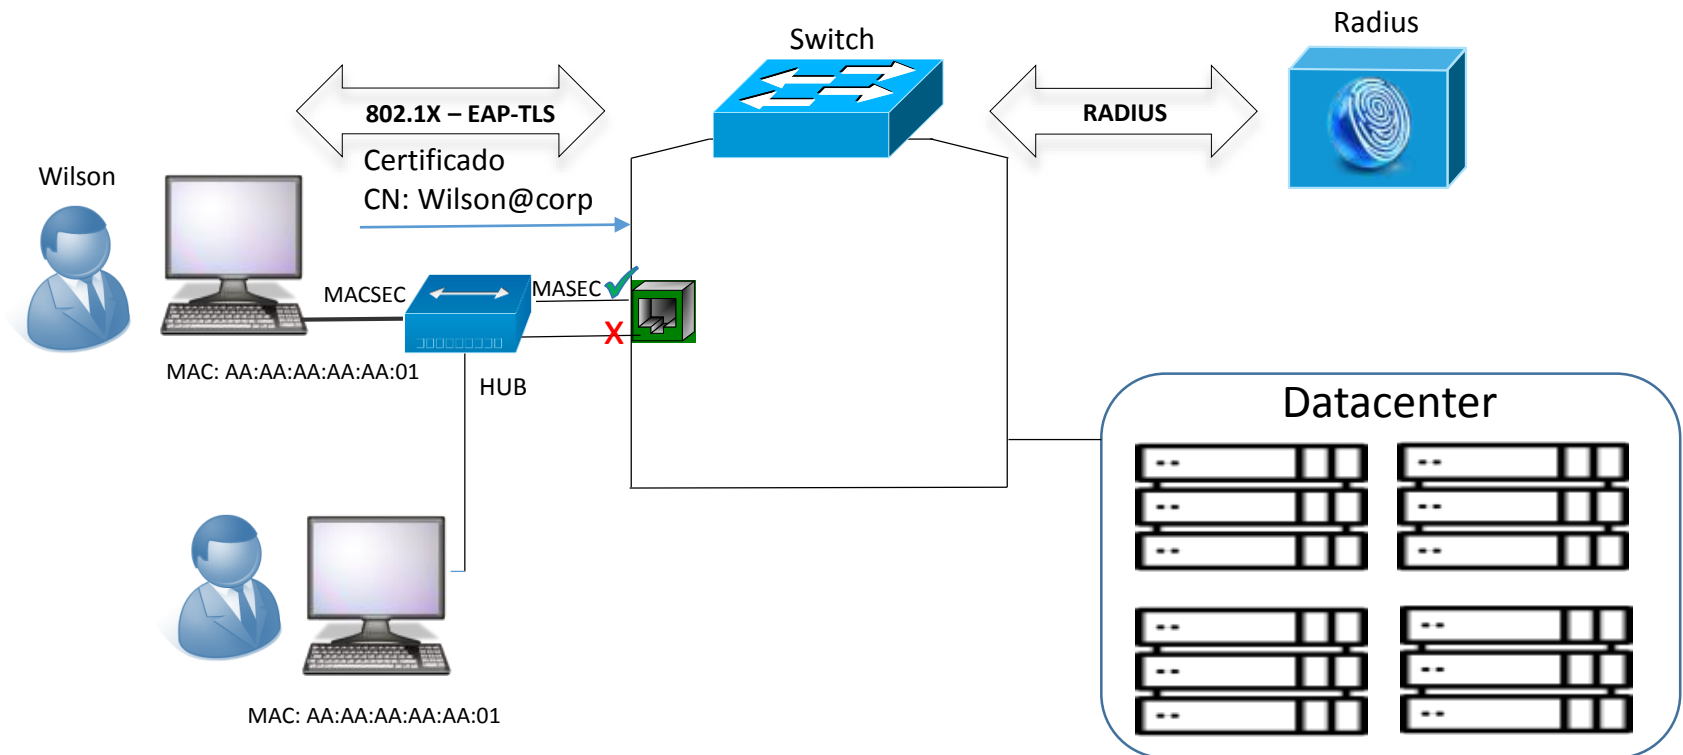 Radius
Switch
802.1X – EAP-TLS
RADIUS
Certificado
CN: Wilson@corp
Wilson
MACSEC
MASEC
X
MAC: AA:AA:AA:AA:AA:01
HUB
Datacenter
MAC: AA:AA:AA:AA:AA:01